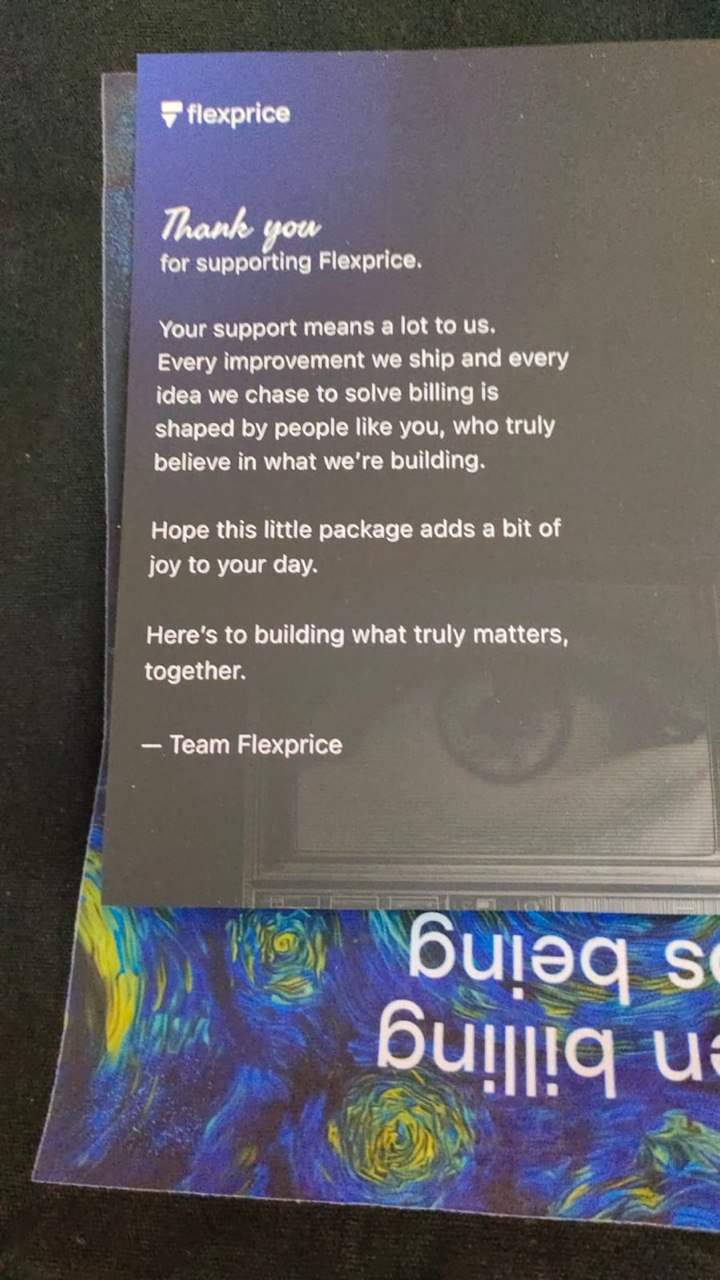 flexprice
Thank you
for supporting Flexprice.
Your support means a lot to us.
Every improvement we ship and every
idea we chase to solve billing is
shaped by people like you, who truly
believe in what we're building.
Hope this little package adds a bit of
joy to your day.
Here's to building what truly matters,
together.
— Team Flexprice
billing
being